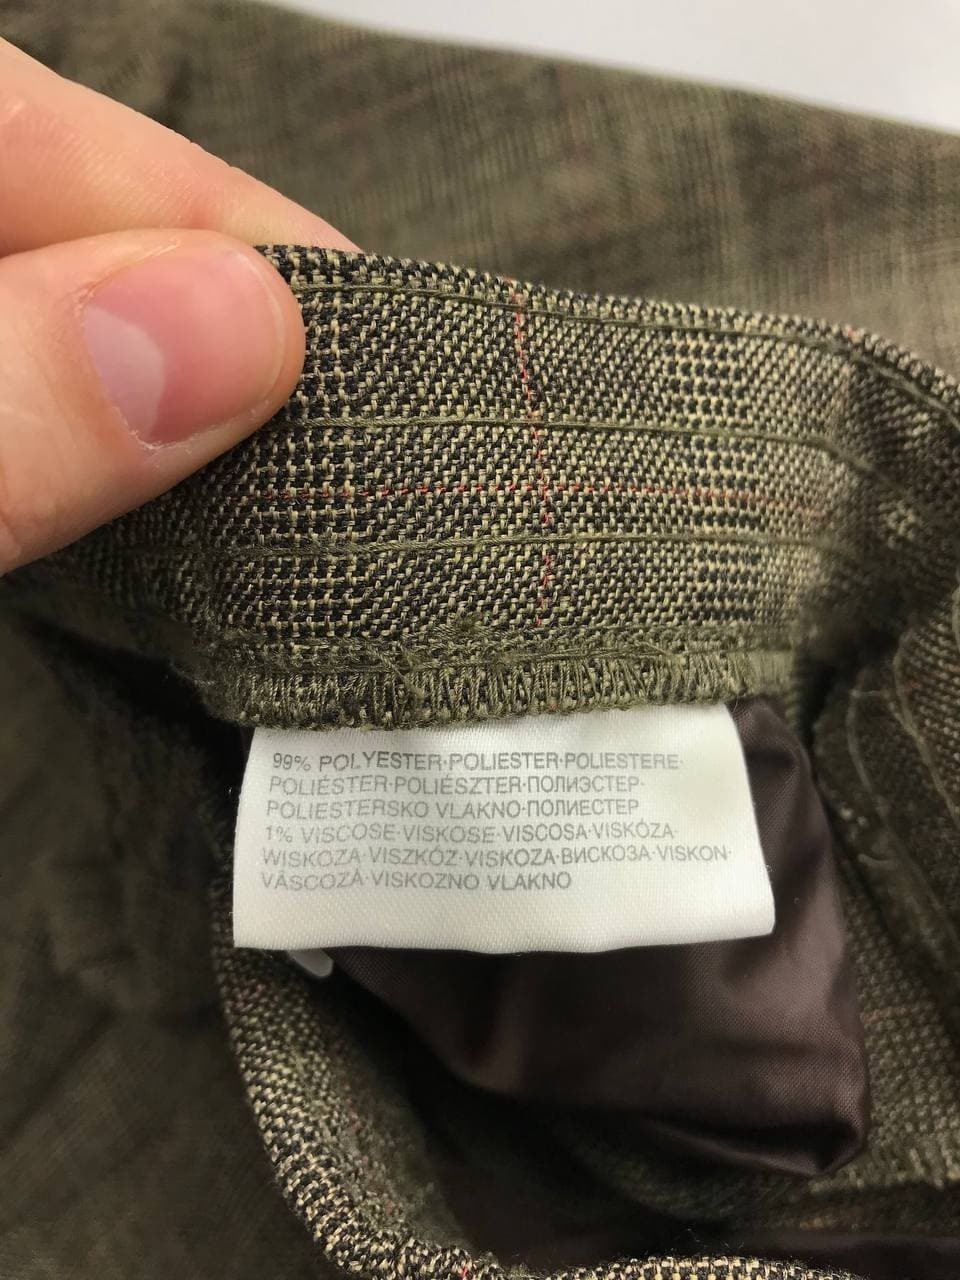 99% POLYESTER·POLIESTER·POLIESTERE·
POLIÉSTER·POLIÉSZTER·ПОЛИЭСТЕР·
POLIESTERSKO VLAKNO·ПОЛИЕСТЕР
1% VISCOSE·VISKOSE·VISCOSA·VISKÓZA·
WISKOZA·VISZKÓZ·VISKOZA·ВИСКОЗА·VISKON·
VÂSCOZÁ·VISKOZNO VLAKNO